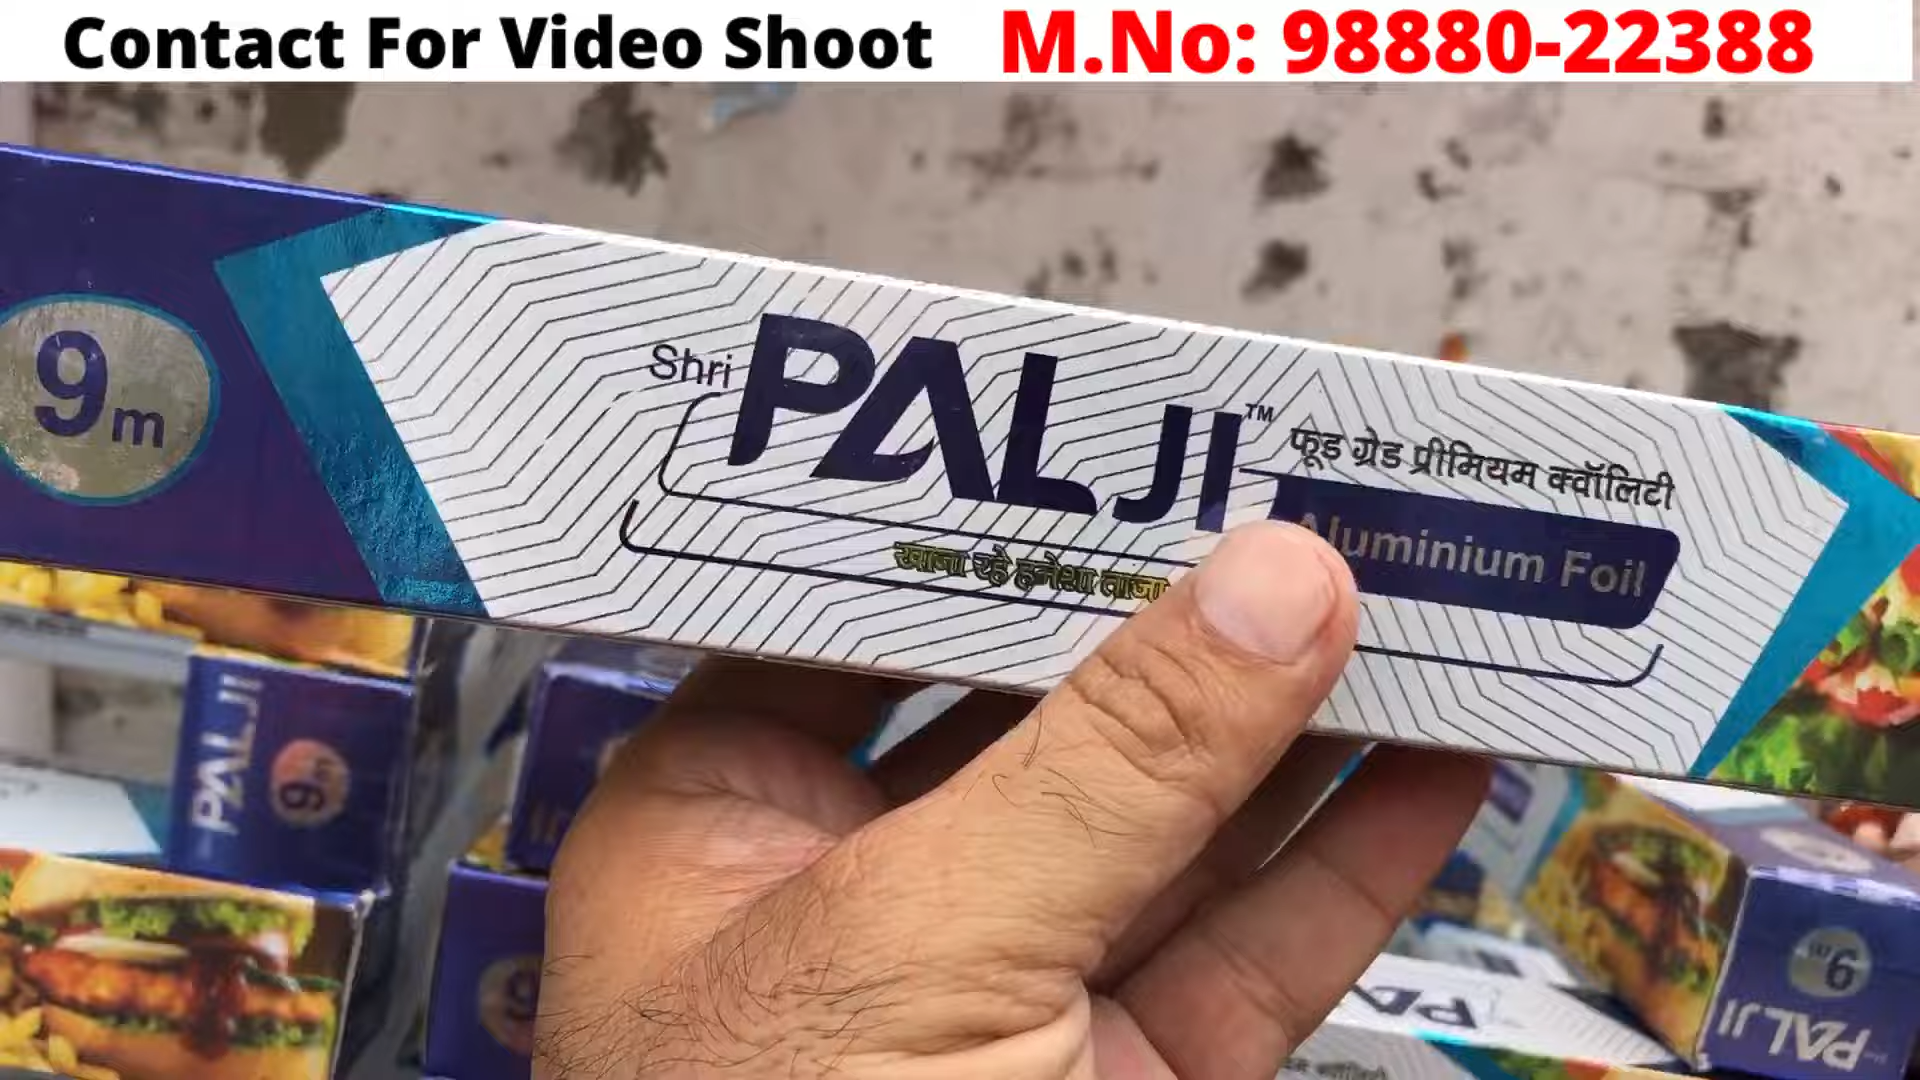 Contact For Video Shoot M.No: 98880-22388
9m
Shri PALJI™
फूड ग्रेड प्रीमियम क्वॉलिटी
Aluminium Foil
खाना रहे हमेशा ताजा
PALJI 9m
9m
PALJI
PA